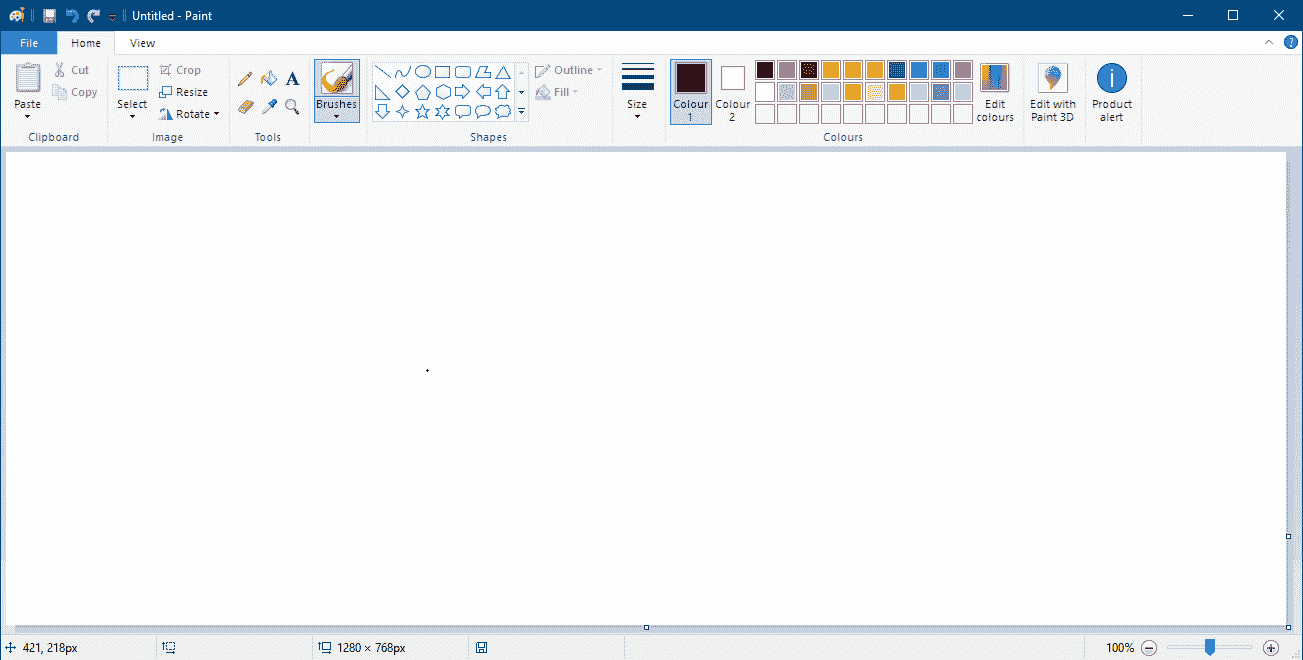 Untitled - Paint
File Home View
Paste
Clipboard
Cut
Copy
Select
Crop
Resize
Rotate
Image
A
Tools
Brushes
Shapes
Outline
Fill
Size
Colour 1
Colour 2
Colours
Edit colours
Edit with Paint 3D
Product alert
421, 218px
1280 × 768px
100%